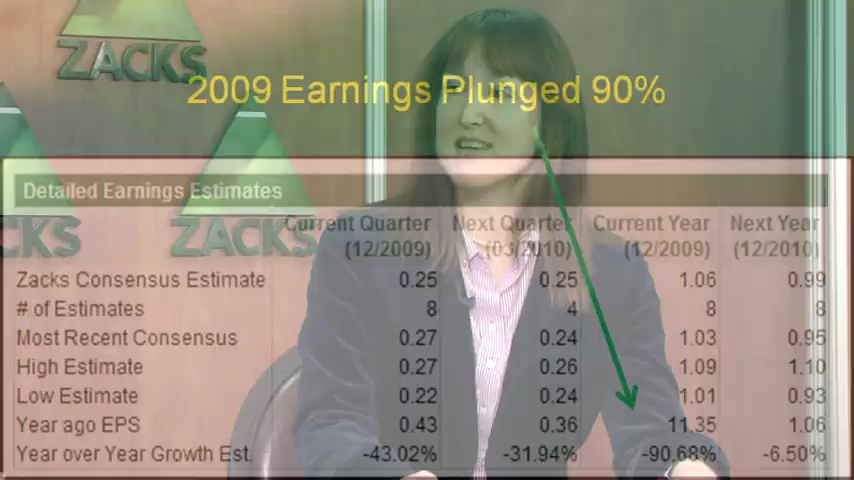 ZACKS
2009 Earnings Plunged 90%
Detailed Earnings Estimates
CKS
ZACKS
Current Quarter Next Quarter Current Year Next Year
(12/2009) (03/2010) (12/2009) (12/2010)
Zacks Consensus Estimate 0.25 0.25 1.06 0.99
# of Estimates 8 4 8 8
Most Recent Consensus 0.27 0.24 1.03 0.95
High Estimate 0.27 0.26 1.09 1.10
Low Estimate 0.22 0.24 1.01 0.93
Year ago EPS 0.43 0.36 11.35 1.06
Year over Year Growth Est. -43.02% -31.94% -90.68% -6.50%